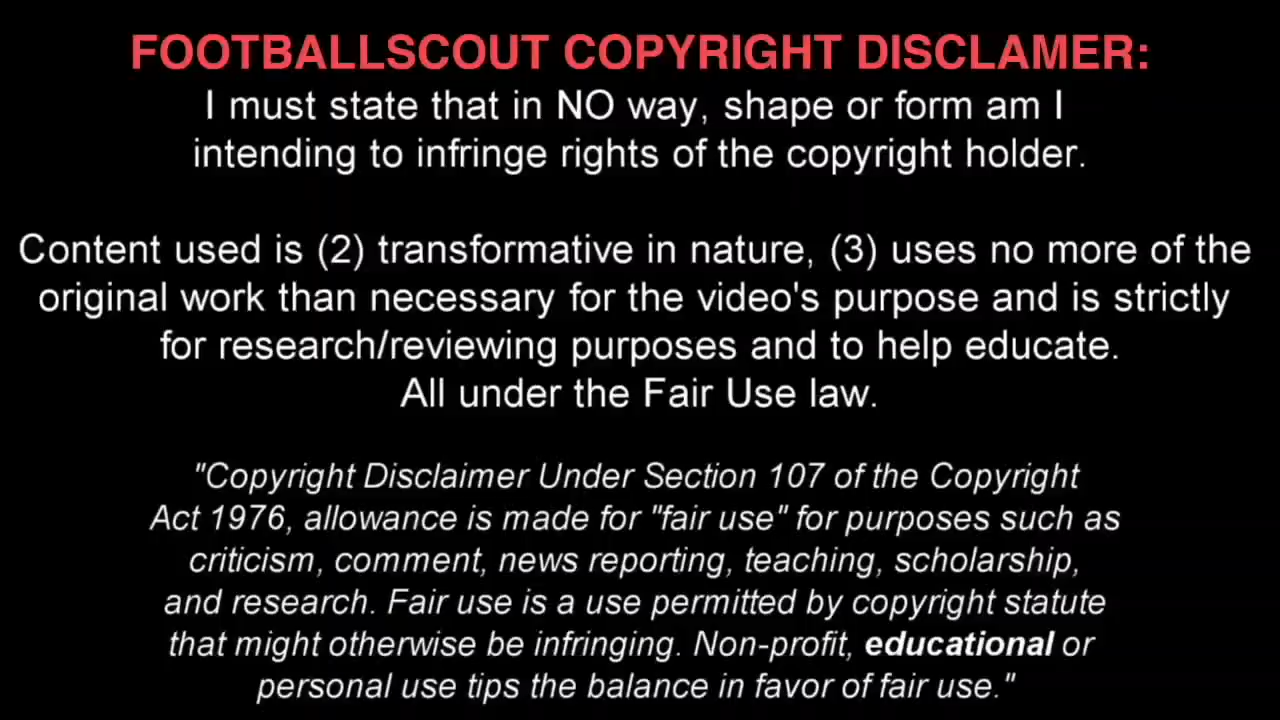 FOOTBALLSCOUT COPYRIGHT DISCLAMER:
I must state that in NO way, shape or form am I
intending to infringe rights of the copyright holder.
Content used is (2) transformative in nature, (3) uses no more of the
original work than necessary for the video's purpose and is strictly
for research/reviewing purposes and to help educate.
All under the Fair Use law.
"Copyright Disclaimer Under Section 107 of the Copyright
Act 1976, allowance is made for "fair use" for purposes such as
criticism, comment, news reporting, teaching, scholarship,
and research. Fair use is a use permitted by copyright statute
that might otherwise be infringing. Non-profit, educational or
personal use tips the balance in favor of fair use."